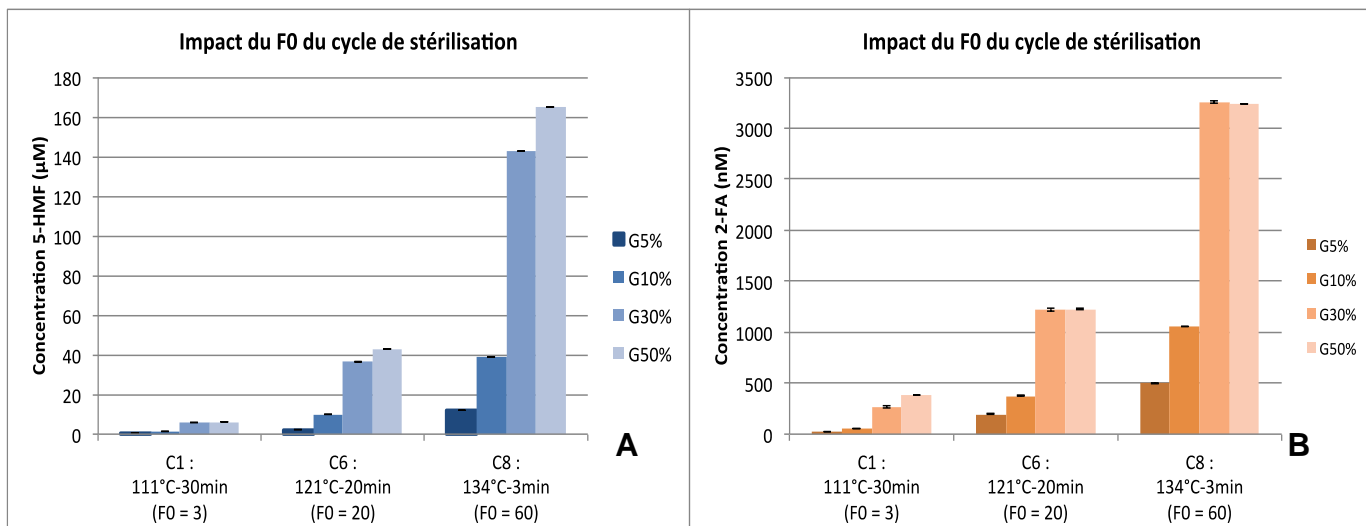 Impact du F0 du cycle de stérilisation
Concentration 5-HMF (µM)
180
160
140
120
100
80
60
40
20
0
C1 :
111°C-30min
(F0 = 3)
C6 :
121°C-20min
(F0 = 20)
C8 :
134°C-3min
(F0 = 60)
G5%
G10%
G30%
G50%
A
Impact du F0 du cycle de stérilisation
Concentration 2-FA (nM)
3500
3000
2500
2000
1500
1000
500
0
C1 :
111°C-30min
(F0 = 3)
C6 :
121°C-20min
(F0 = 20)
C8 :
134°C-3min
(F0 = 60)
G5%
G10%
G30%
G50%
B